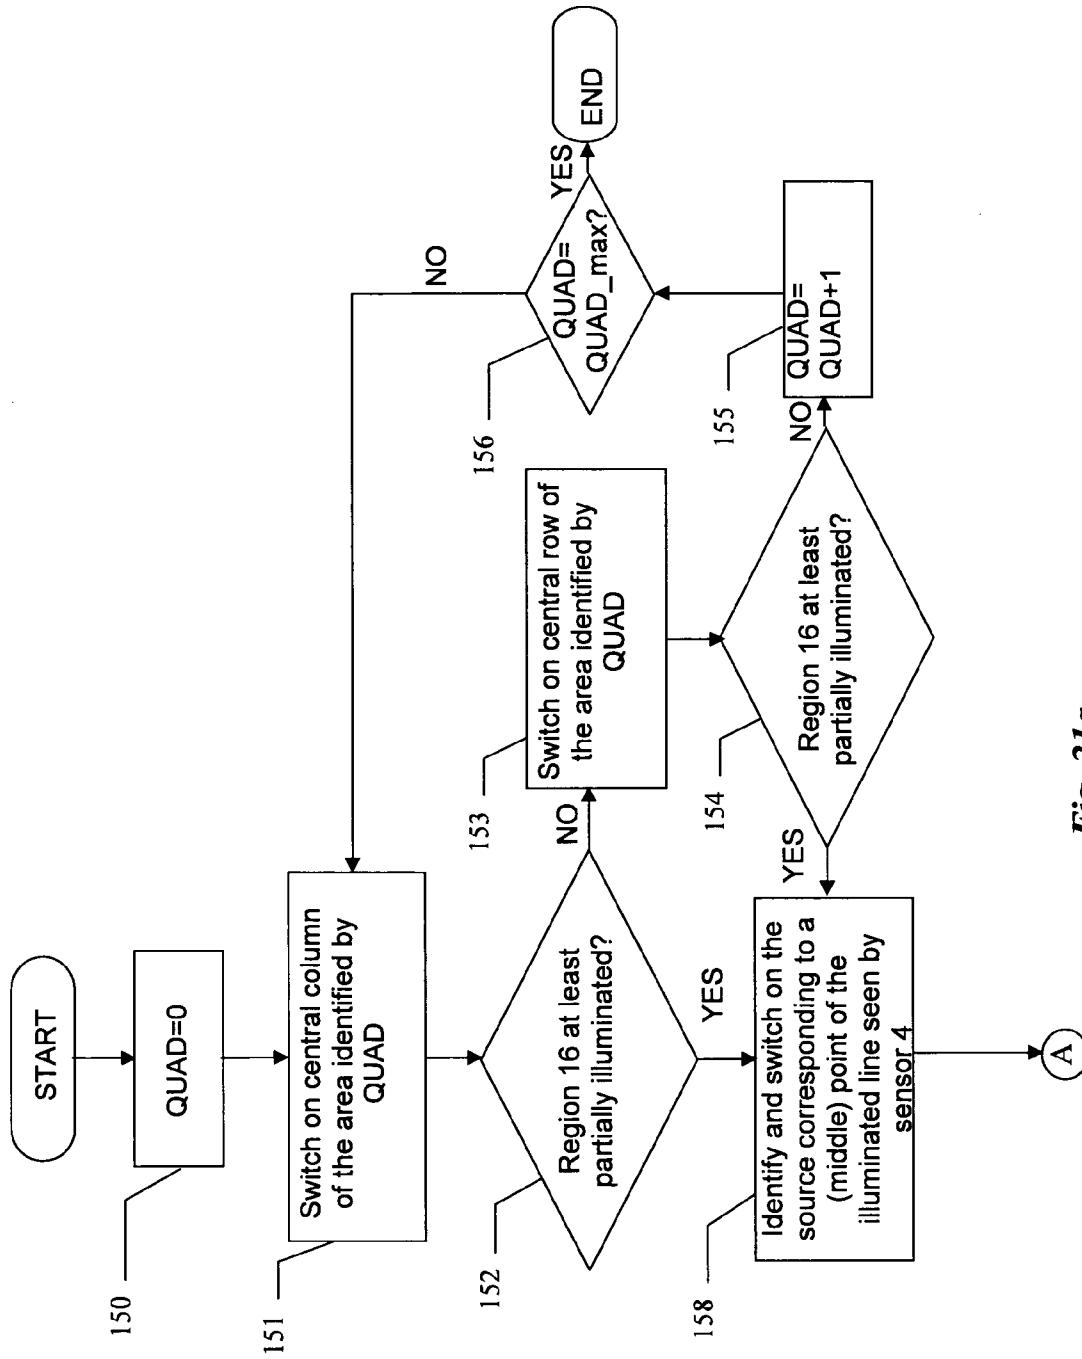 START
QUAD=0
150
Switch on central column
of the area identified by
QUAD
151
Region 16 at least
partially illuminated?
152
NO
YES
Switch on central row of
the area identified by
QUAD
153
Region 16 at least
partially illuminated?
154
YES
NO
QUAD=
QUAD+1
155
QUAD=
QUAD_max?
156
NO
YES
END
Identify and switch on the
source corresponding to a
(middle) point of the
illuminated line seen by
sensor 4
158
A